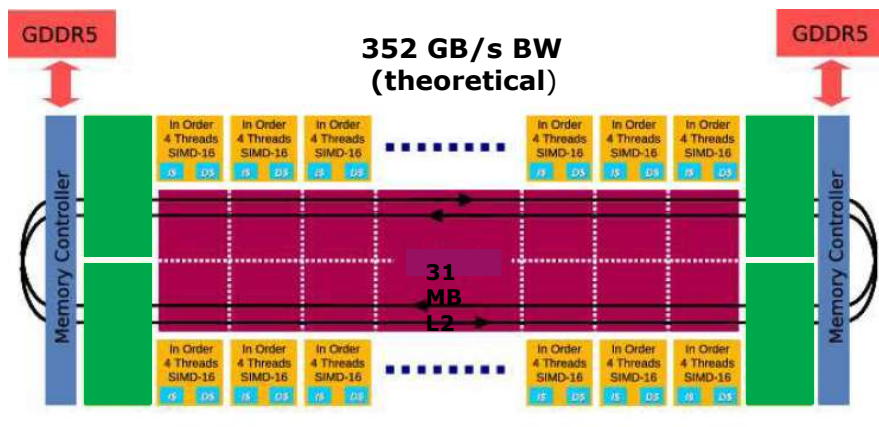 GDDR5
352 GB/s BW
(theoretical)
GDDR5
In Order
4 Threads
SIMD-16
I$ D$
In Order
4 Threads
SIMD-16
I$ D$
In Order
4 Threads
SIMD-16
I$ D$
In Order
4 Threads
SIMD-16
I$ D$
In Order
4 Threads
SIMD-16
I$ D$
In Order
4 Threads
SIMD-16
I$ D$
Memory Controller
31
MB
L2
Memory Controller
In Order
4 Threads
SIMD-16
I$ D$
In Order
4 Threads
SIMD-16
I$ D$
In Order
4 Threads
SIMD-16
I$ D$
In Order
4 Threads
SIMD-16
I$ D$
In Order
4 Threads
SIMD-16
I$ D$
In Order
4 Threads
SIMD-16
I$ D$